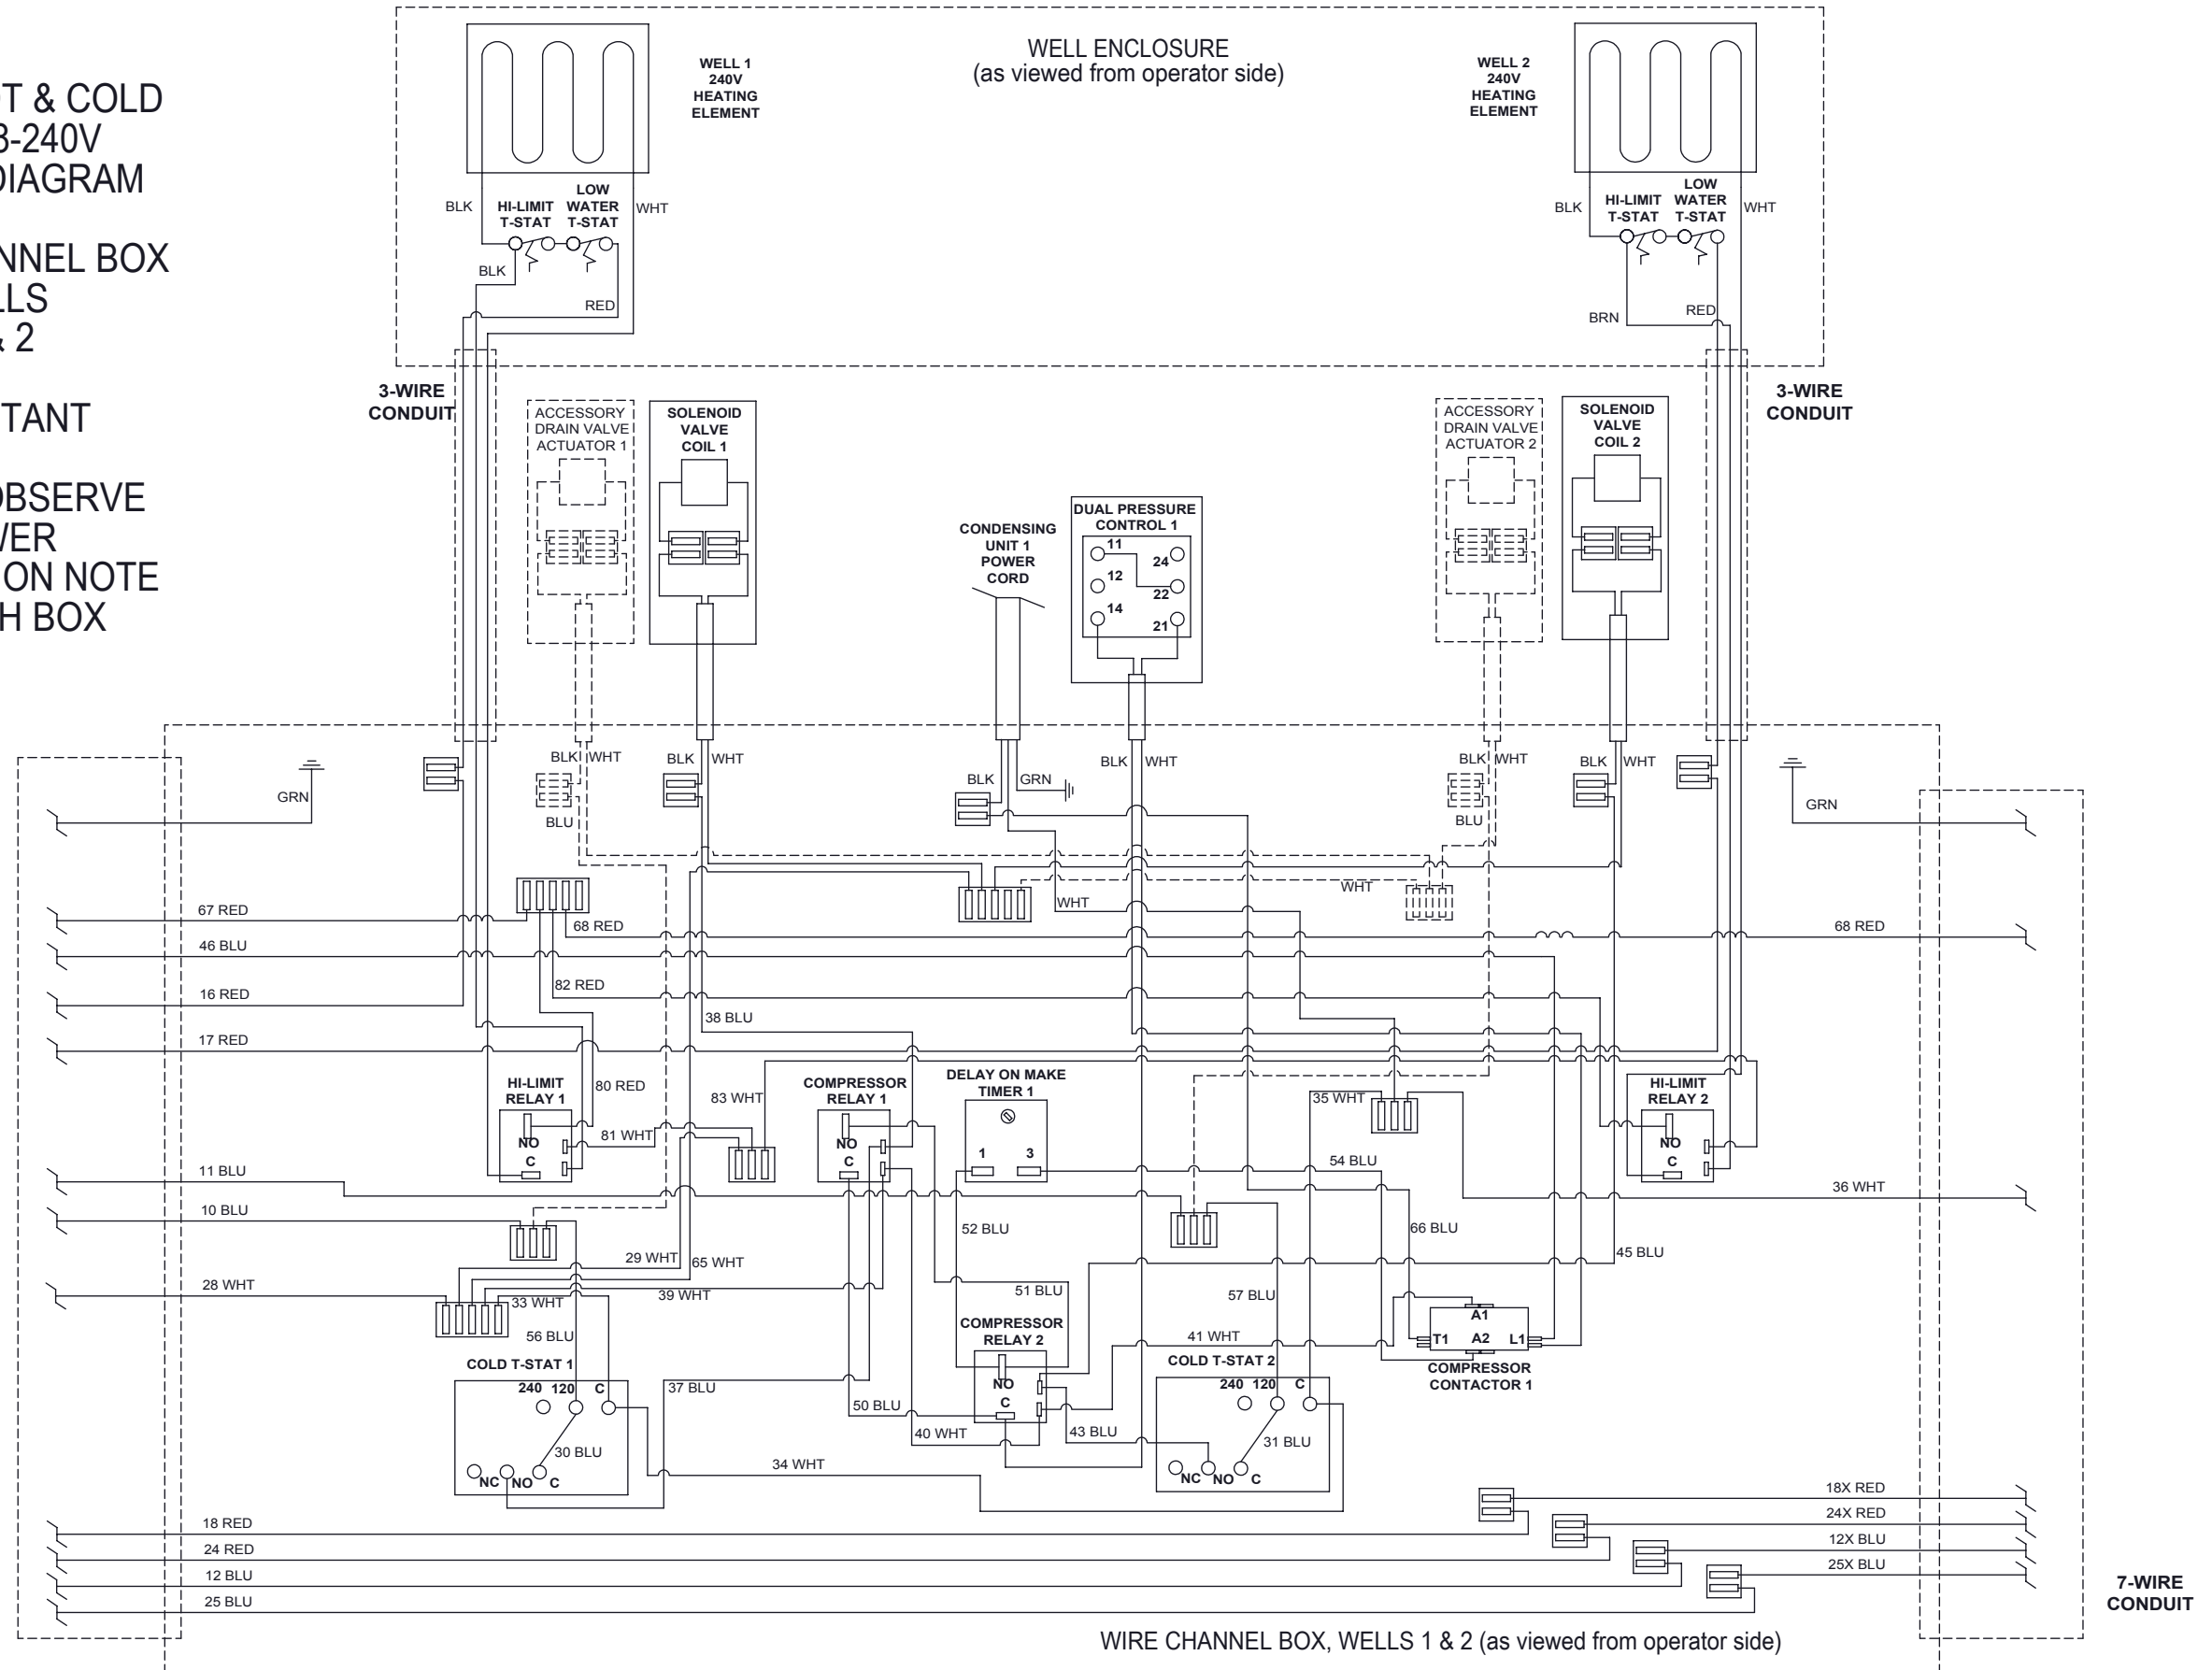 OT & COLD
8-240V
DIAGRAM
NNEL BOX
LLS
& 2
TANT
OBSERVE
WER
ON NOTE
H BOX
WELL ENCLOSURE
(as viewed from operator side)
WELL 1
240V
HEATING
ELEMENT
WELL 2
240V
HEATING
ELEMENT
BLK
HI-LIMIT
T-STAT
LOW
WATER
T-STAT
WHT
BLK
RED
BLK
HI-LIMIT
T-STAT
LOW
WATER
T-STAT
WHT
BRN
RED
3-WIRE
CONDUIT
3-WIRE
CONDUIT
ACCESSORY
DRAIN VALVE
ACTUATOR 1
SOLENOID
VALVE
COIL 1
CONDENSING
UNIT 1
POWER
CORD
DUAL PRESSURE
CONTROL 1
11
24
12
22
14
21
ACCESSORY
DRAIN VALVE
ACTUATOR 2
SOLENOID
VALVE
COIL 2
GRN
BLK WHT
BLU
BLK WHT
BLK GRN
BLK WHT
BLK WHT
BLU
BLK WHT
GRN
WHT
WHT
67 RED
68 RED
68 RED
46 BLU
82 RED
16 RED
38 BLU
17 RED
HI-LIMIT
RELAY 1
NO
C
80 RED
81 WHT
83 WHT
COMPRESSOR
RELAY 1
NO
C
DELAY ON MAKE
TIMER 1
1 3
35 WHT
HI-LIMIT
RELAY 2
NO
C
54 BLU
11 BLU
36 WHT
10 BLU
52 BLU
66 BLU
45 BLU
29 WHT
65 WHT
28 WHT
33 WHT
39 WHT
51 BLU
57 BLU
56 BLU
COMPRESSOR
RELAY 2
NO
C
41 WHT
A1
T1 A2 L1
COMPRESSOR
CONTACTOR 1
COLD T-STAT 1
240 120 C
30 BLU
NC NO C
37 BLU
50 BLU
40 WHT
43 BLU
34 WHT
COLD T-STAT 2
240 120 C
31 BLU
NC NO C
18X RED
24X RED
12X BLU
25X BLU
18 RED
24 RED
12 BLU
25 BLU
7-WIRE
CONDUIT
WIRE CHANNEL BOX, WELLS 1 & 2 (as viewed from operator side)